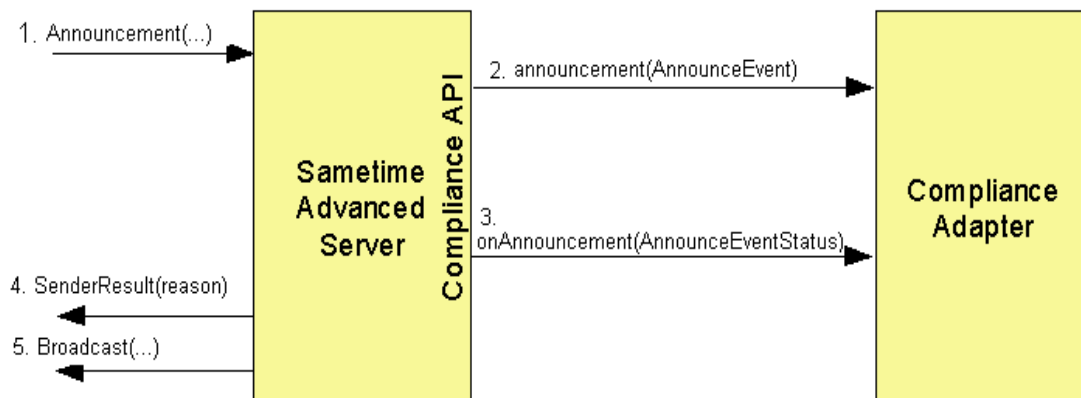 1. Announcement(...)
2. announcement(AnnounceEvent)
Compliance API
Sametime
Advanced
Server
Compliance
Adapter
3.
onAnnouncement(AnnounceEventStatus)
4. SenderResult(reason)
5. Broadcast(...)